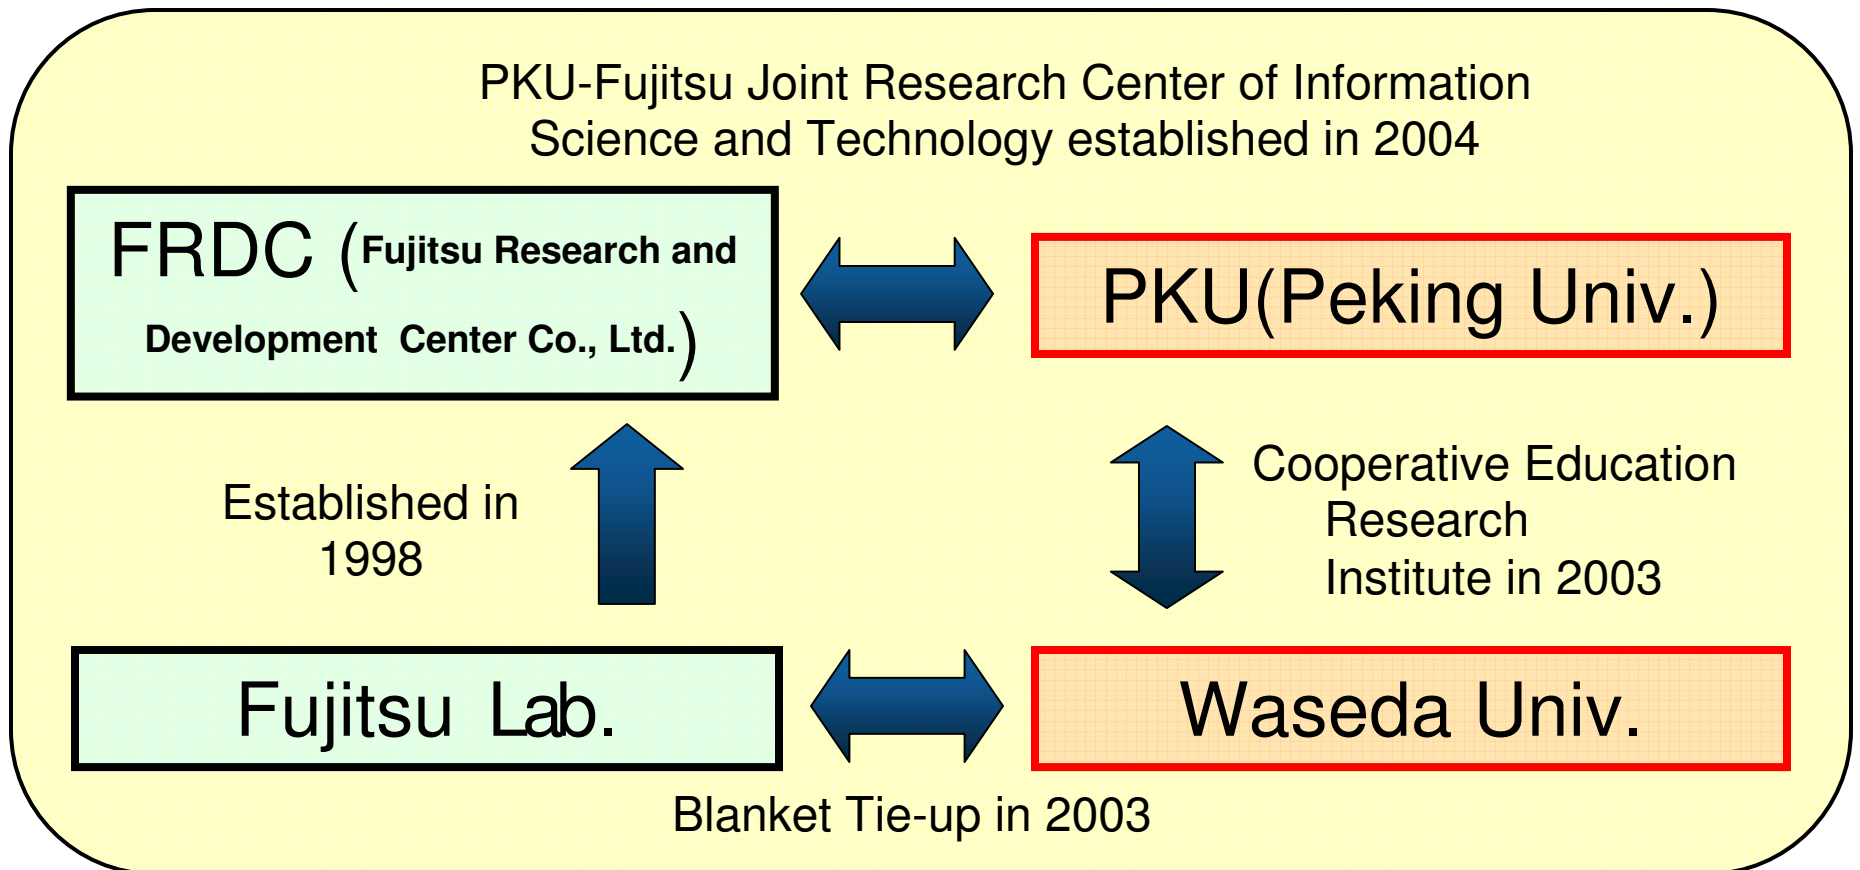 PKU-Fujitsu Joint Research Center of Information
Science and Technology established in 2004
FRDC (Fujitsu Research and
Development Center Co., Ltd.)
PKU(Peking Univ.)
Established in
1998
Cooperative Education
Research
Institute in 2003
Fujitsu Lab.
Waseda Univ.
Blanket Tie-up in 2003